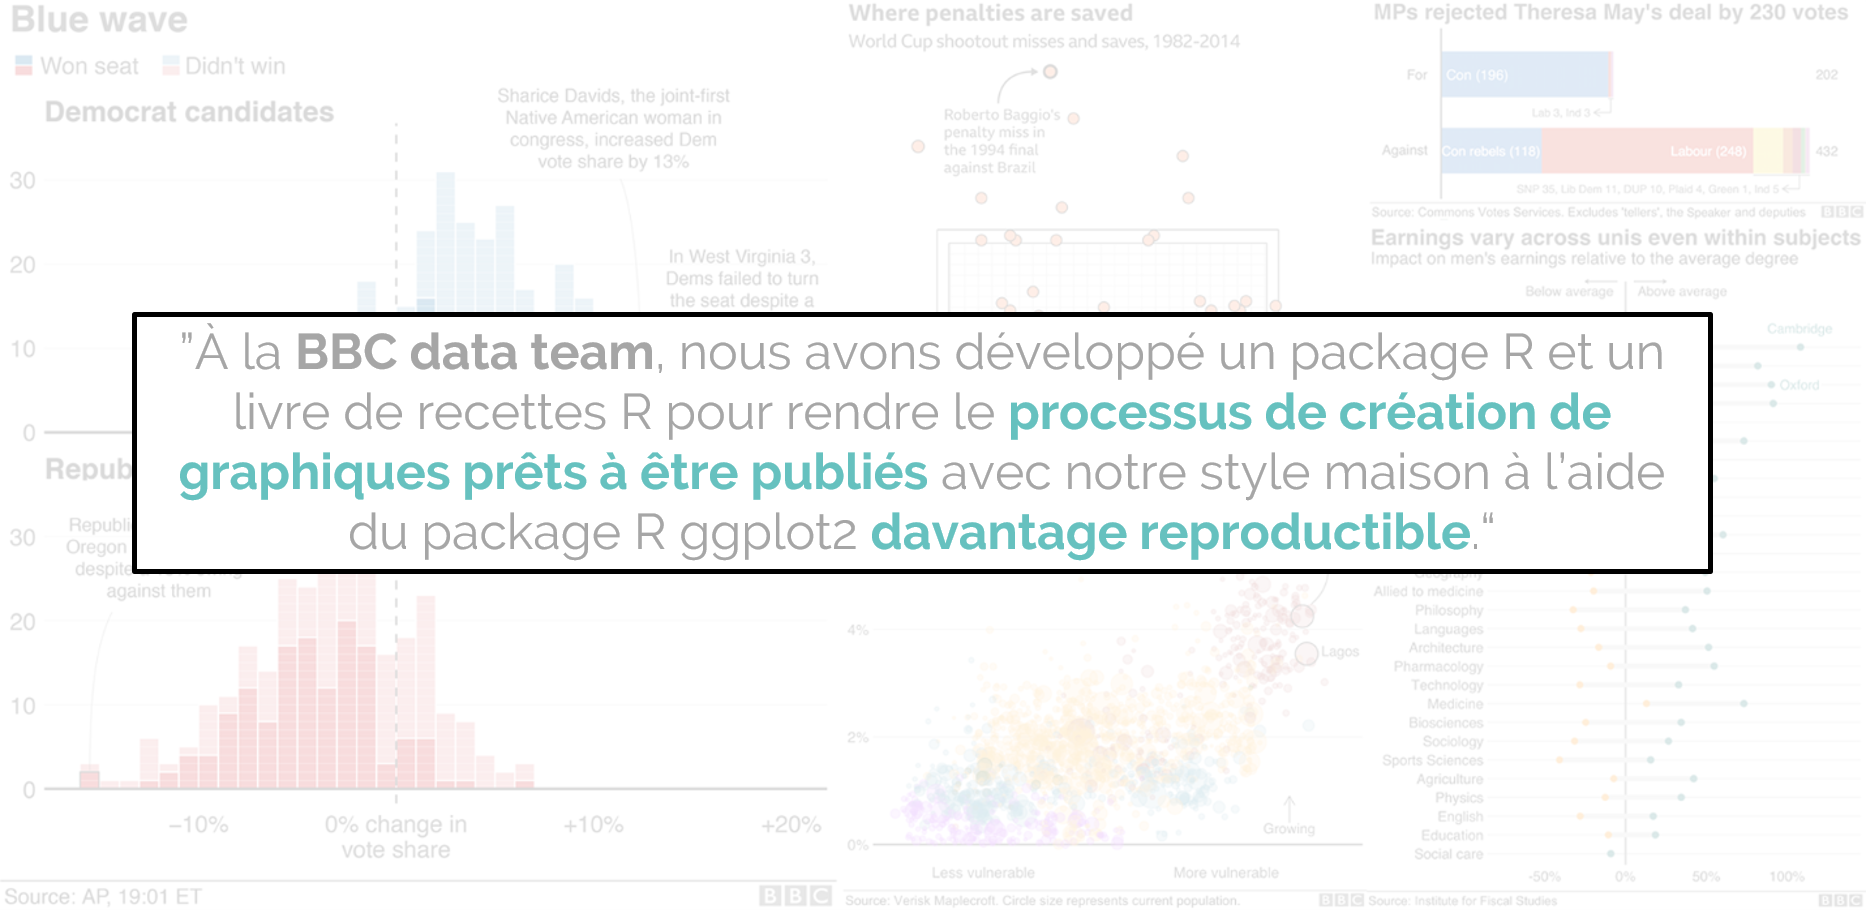 Blue wave
Won seat Didn't win
Democrat candidates
Sharice Davids, the joint-first
Native American woman in
congress, increased Dem
vote share by 13%
30
20
In West Virginia 3,
Dems failed to turn
the seat despite a
10
0
Repub
Republi
30
Oregon
despite
against them
20
10
0
−10% 0% change in +10% +20%
vote share
Source: AP, 19:01 ET BBC
Where penalties are saved
World Cup shootout misses and saves, 1982-2014
Roberto Baggio's
penalty miss in
the 1994 final
against Brazil
"À la BBC data team, nous avons développé un package R et un
livre de recettes R pour rendre le processus de création de
graphiques prêts à être publiés avec notre style maison à l'aide
du package R ggplot2 davantage reproductible.“
4%
Lagos
2%
Growing
0%
Less vulnerable More vulnerable
Source: Verisk Maplecroft. Circle size represents current population. BBC
MPs rejected Theresa May's deal by 230 votes
For Con (196) 202
Lab 3, Ind 3
Against Con rebels (118) Labour (248) 432
SNP 35, Lib Dem 11, DUP 10, Plaid 4, Green 1, Ind 5
Source: Commons Votes Services. Excludes 'tellers', the Speaker and deputies BBC
Earnings vary across unis even within subjects
Impact on men's earnings relative to the average degree
Below average Above average
Cambridge
Oxford
Geography
Allied to medicine
Philosophy
Languages
Architecture
Pharmacology
Technology
Medicine
Biosciences
Sociology
Sports Sciences
Agriculture
Physics
English
Education
Social care
-50% 0% 50% 100%
Source: Institute for Fiscal Studies BBC